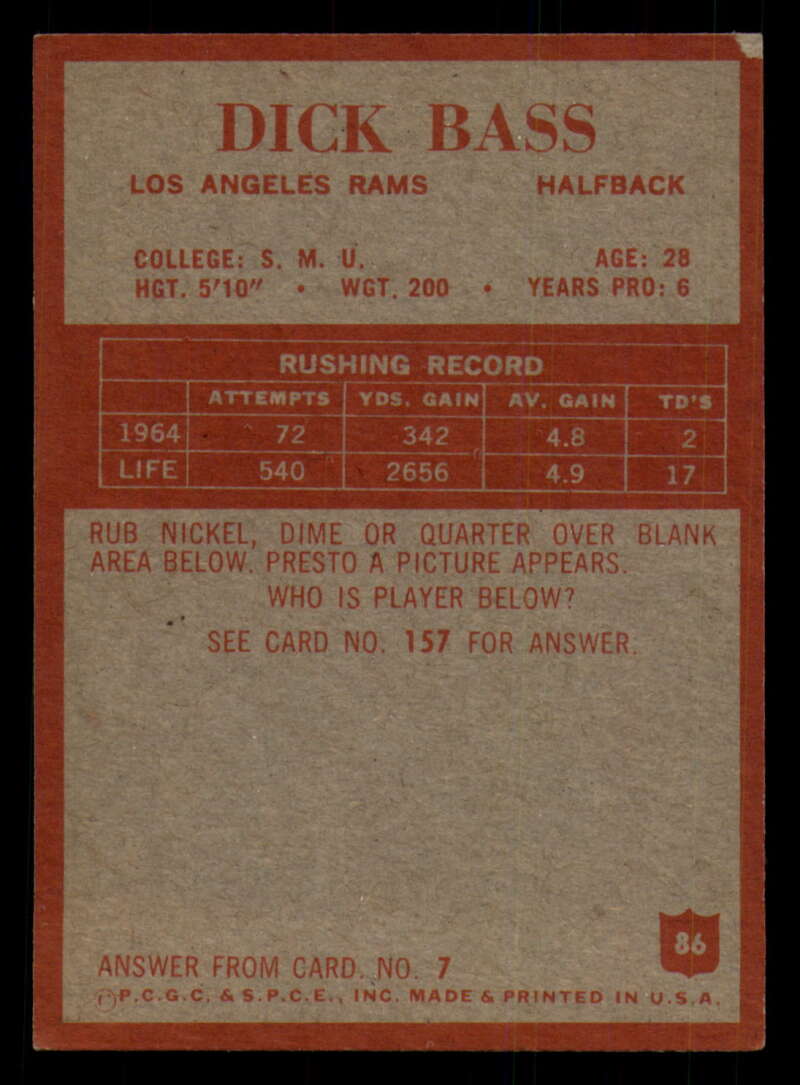 DICK BASS
LOS ANGELES RAMS HALFBACK
COLLEGE: S. M. U. AGE: 28
HGT. 5'10" • WGT. 200 • YEARS PRO: 6
RUSHING RECORD
ATTEMPTS YDS. GAIN AV. GAIN TD'S
1964 72 342 4.8 2
LIFE 540 2656 4.9 17
RUB NICKEL, DIME OR QUARTER OVER BLANK
AREA BELOW. PRESTO A PICTURE APPEARS.
WHO IS PLAYER BELOW?
SEE CARD NO. 157 FOR ANSWER.
86
ANSWER FROM CARD. NO. 7
©P.C.G.C. & S.P.C.E., INC. MADE & PRINTED IN U.S.A.